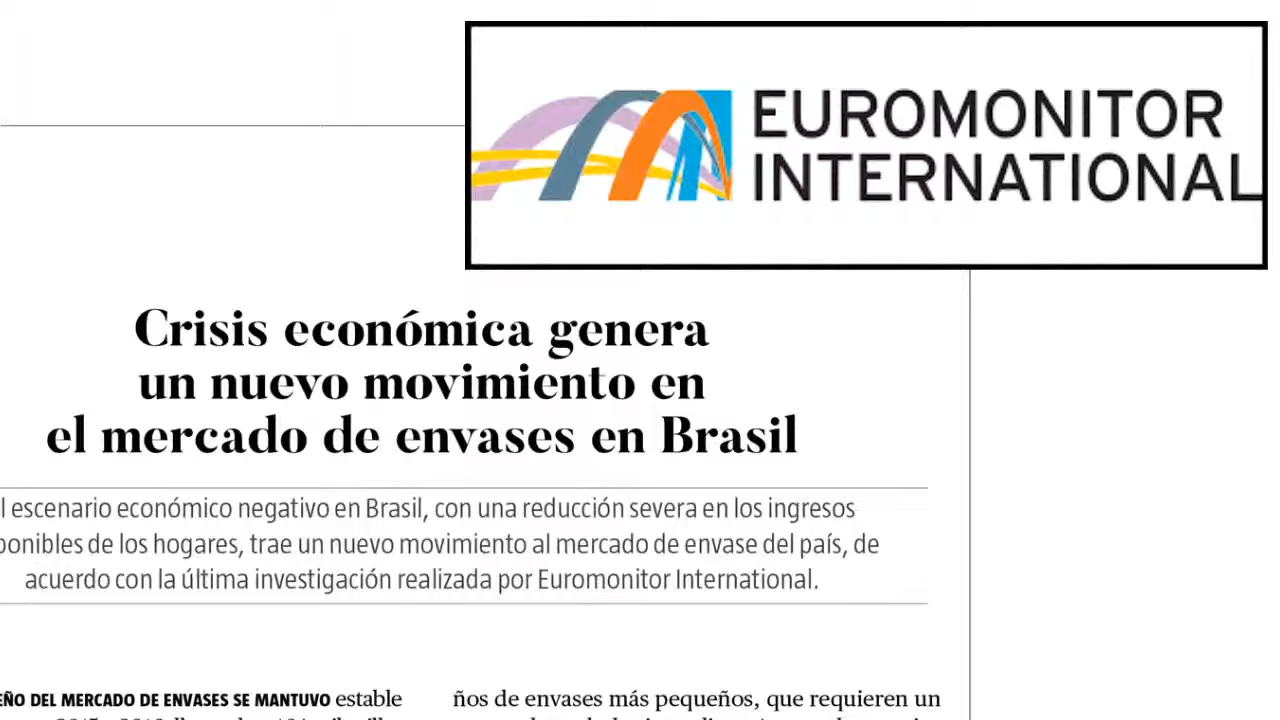 EUROMONITOR
INTERNATIONAL
Crisis económica genera
un nuevo movimiento en
el mercado de envases en Brasil
l escenario económico negativo en Brasil, con una reducción severa en los ingresos
ponibles de los hogares, trae un nuevo movimiento al mercado de envase del país, de
acuerdo con la última investigación realizada por Euromonitor International.
EÑO DEL MERCADO DE ENVASES SE MANTUVO estable
ños de envases más pequeños, que requieren un